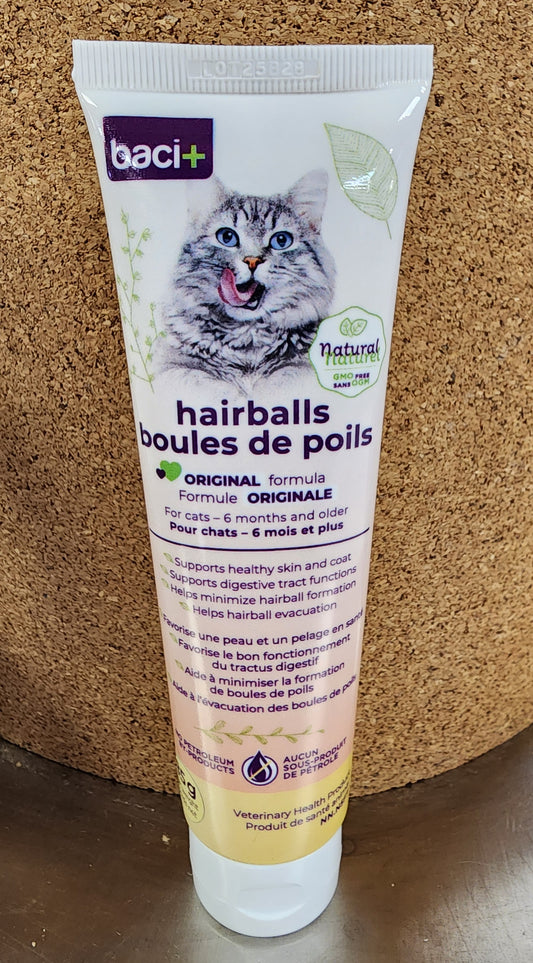 LOT25828
baci+
Natural
Naturel
GMO FREE
SANS OGM
hairballs
boules de poils
ORIGINAL formula
Formule ORIGINALE
For cats – 6 months and older
Pour chats – 6 mois et plus
Supports healthy skin and coat
Supports digestive tract functions
Helps minimize hairball formation
Helps hairball evacuation
Favorise une peau et un pelage en santé
Favorise le bon fonctionnement
du tractus digestif
Aide à minimiser la formation
de boules de poils
Aide à l'évacuation des boules de poils
PETROLEUM
BY-PRODUCTS
AUCUN
SOUS-PRODUIT
DE PÉTROLE
g
Veterinary Health
Produit de santé